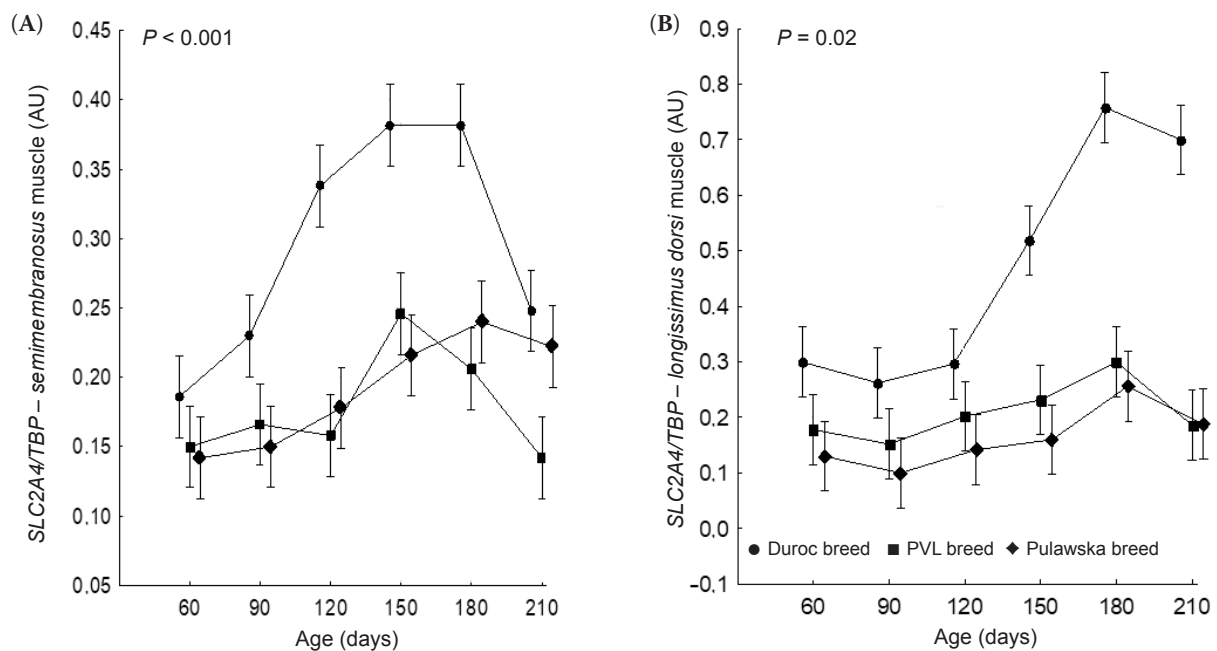 (A)
P < 0.001
SLC2A4/TBP – semimembranosus muscle (AU)
0.45
0.40
0.35
0.30
0.25
0.20
0.15
0.10
0.05
60 90 120 150 180 210
Age (days)
(B)
P = 0.02
SLC2A4/TBP – longissimus dorsi muscle (AU)
0.9
0.8
0.7
0.6
0.5
0.4
0.3
0.2
0.1
0.0
–0.1
Duroc breed PVL breed Pulawska breed
60 90 120 150 180 210
Age (days)